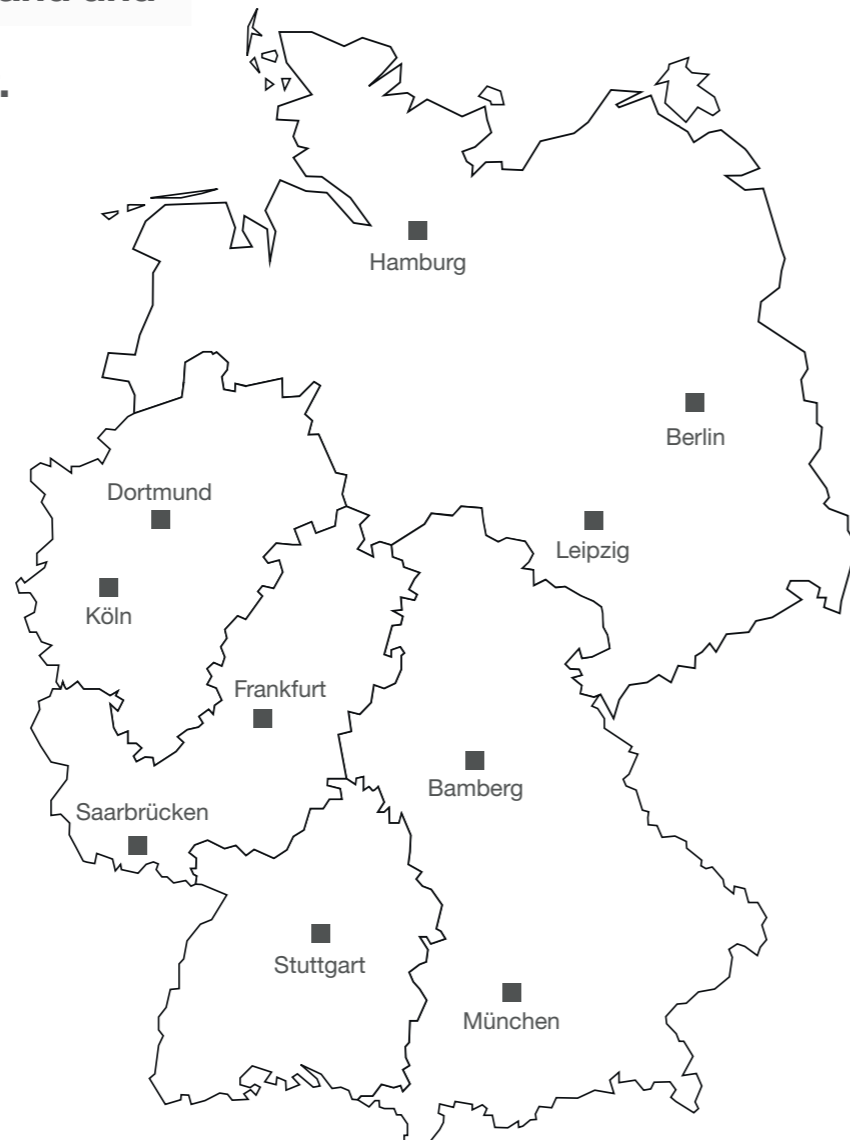 .
Hamburg
Berlin
Dortmund
Leipzig
Köln
Frankfurt
Bamberg
Saarbrücken
Stuttgart
München